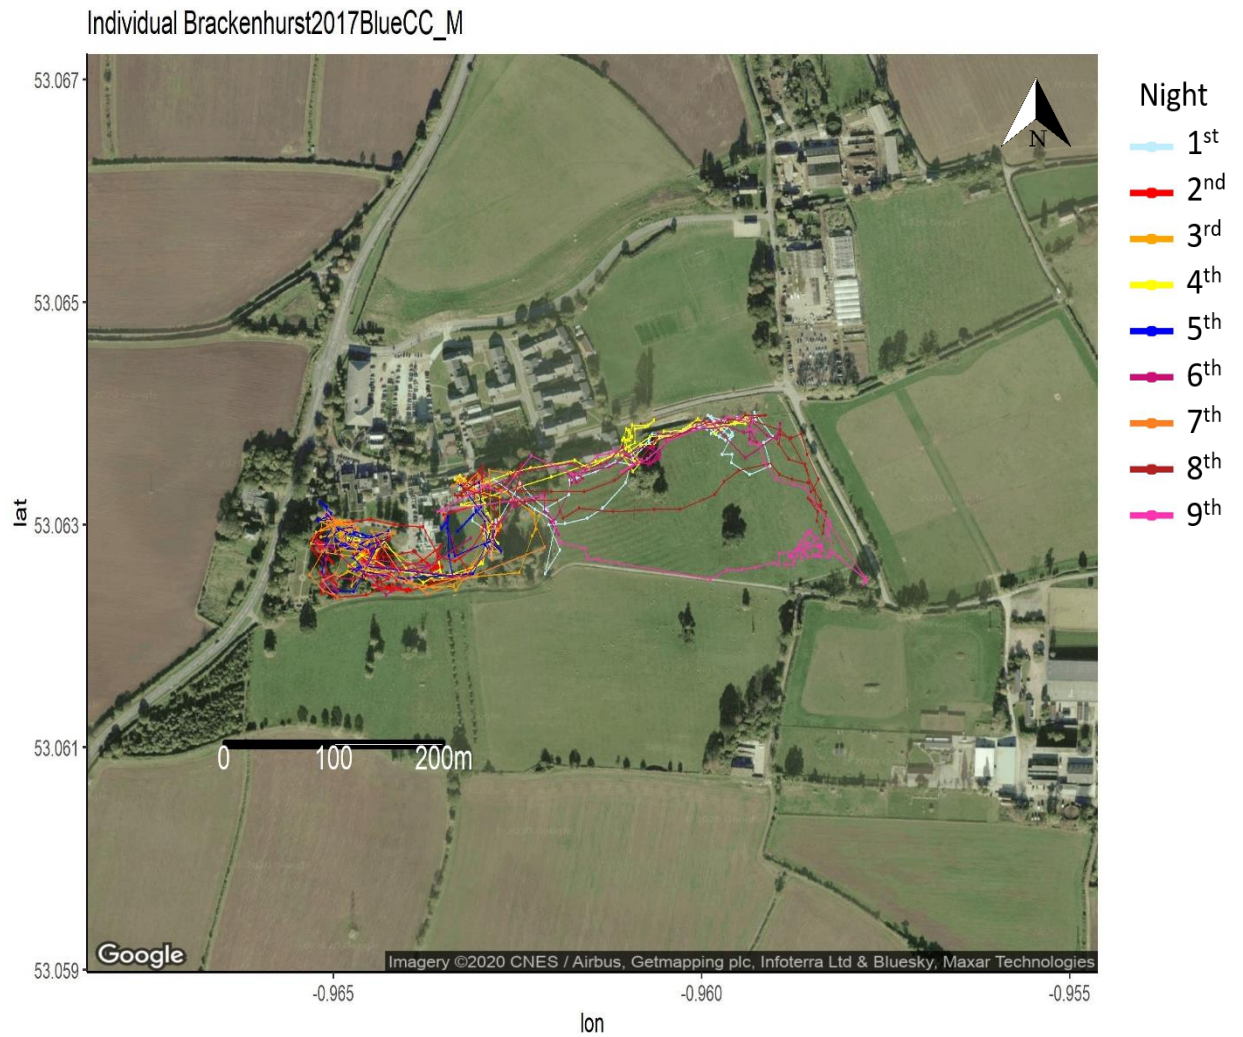 Individual Brackenhurst2017BlueCC_M
53.067
53.065
53.063
53.061
53.059
lat
N
Night
1st
2nd
3rd
4th
5th
6th
7th
8th
9th
0 100 200m
Google
Imagery ©2020 CNES / Airbus, Getmapping plc, Infoterra Ltd & Bluesky, Maxar Technologies
-0.965 -0.960 -0.955
lon